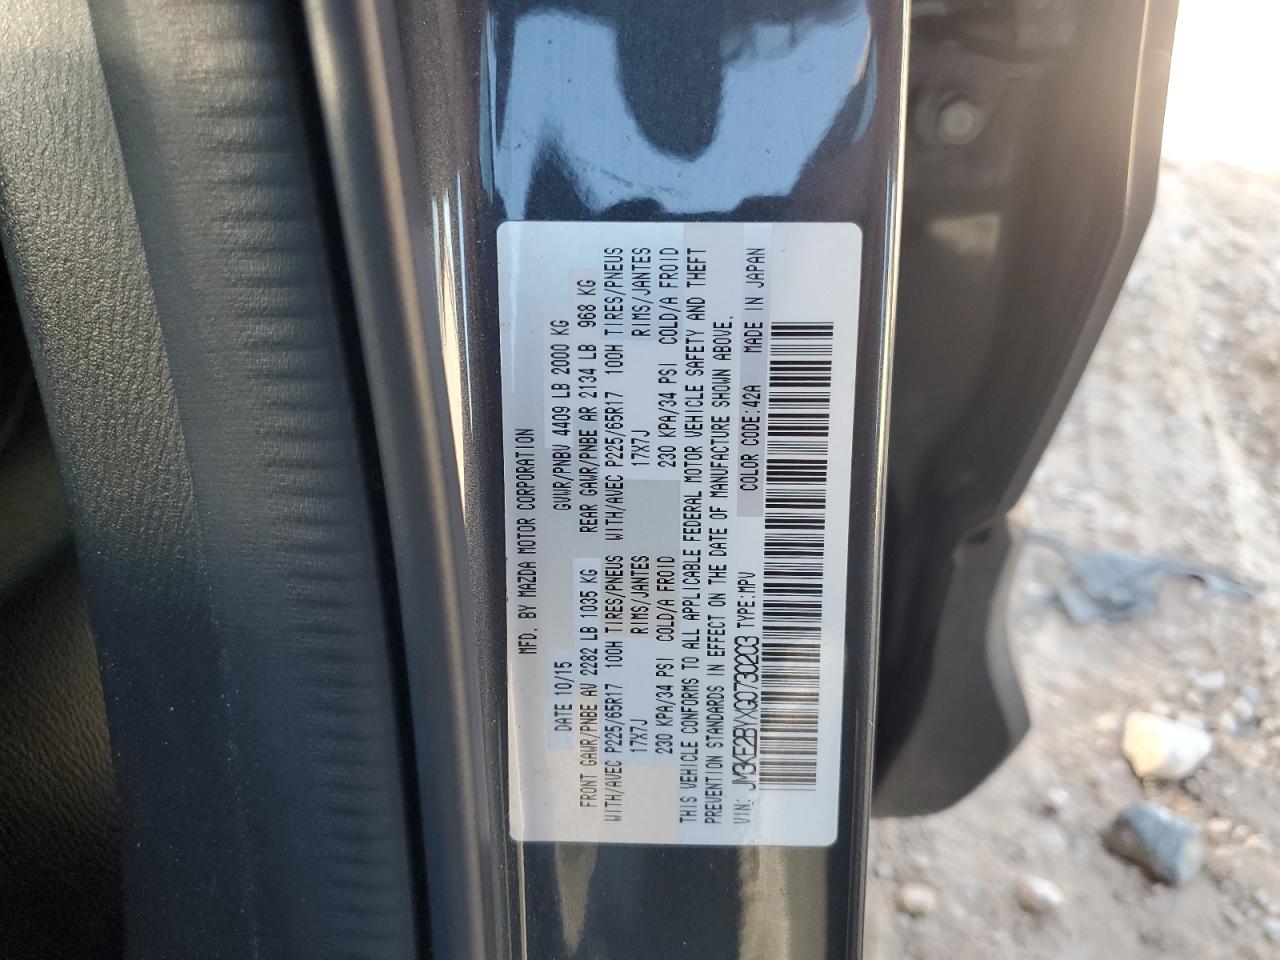 MFD. BY MAZDA MOTOR CORPORATION
DATE 10/15 GVWR/PNBV 4409 LB 2000 KG
FRONT GAWR/PNBE AV 2282 LB 1035 KG REAR GAWR/PNBE AR 2134 LB 968 KG
WITH/AVEC P225/65R17 100H TIRES/PNEUS WITH/AVEC P225/65R17 100H TIRES/PNEUS
17X7J RIMS/JANTES 17X7J RIMS/JANTES
230 KPA/34 PSI COLD/A FROID 230 KPA/34 PSI COLD/A FROID
THIS VEHICLE CONFORMS TO ALL APPLICABLE FEDERAL MOTOR VEHICLE SAFETY AND THEFT
PREVENTION STANDARDS IN EFFECT ON THE DATE OF MANUFACTURE SHOWN ABOVE.
VIN: JM3KE2BYXG0730203 TYPE:MPV COLOR CODE:42A MADE IN JAPAN